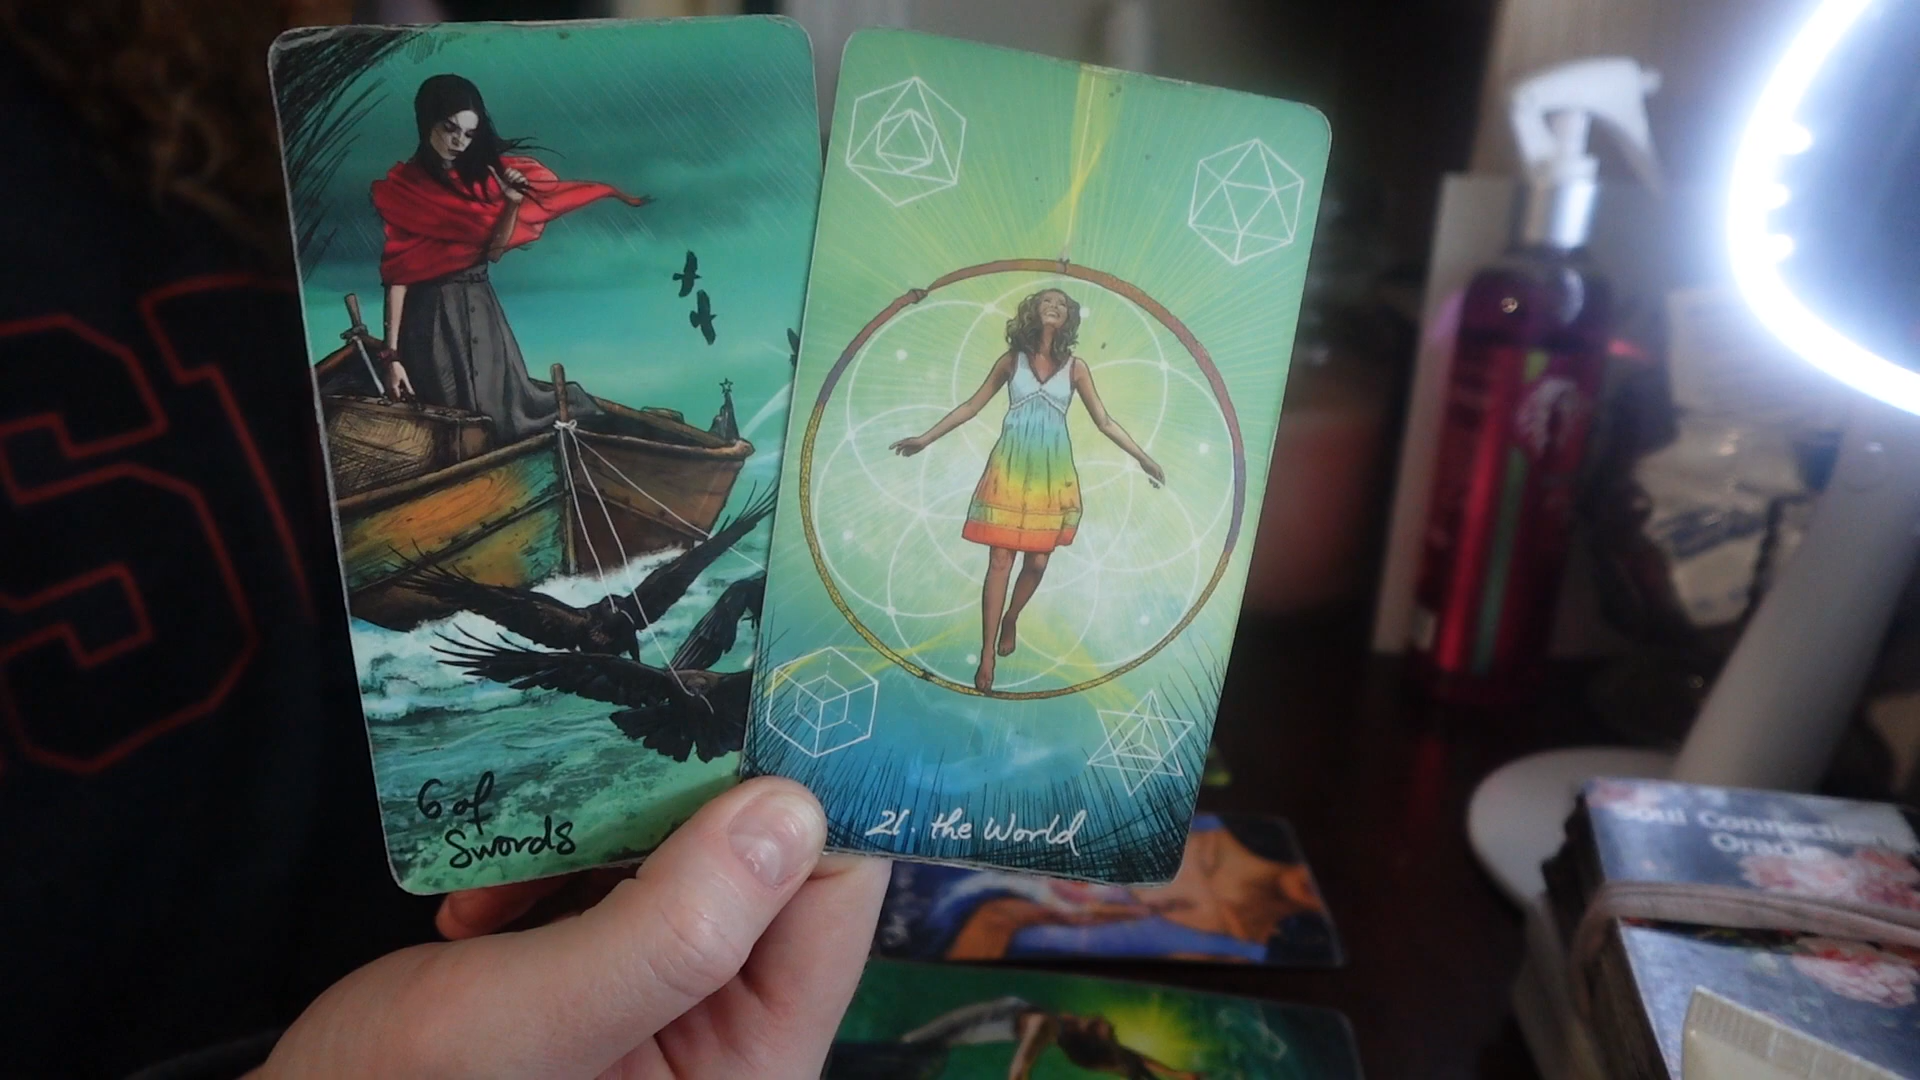 6 of
Swords
21. the World
Soul Connection
Oracle